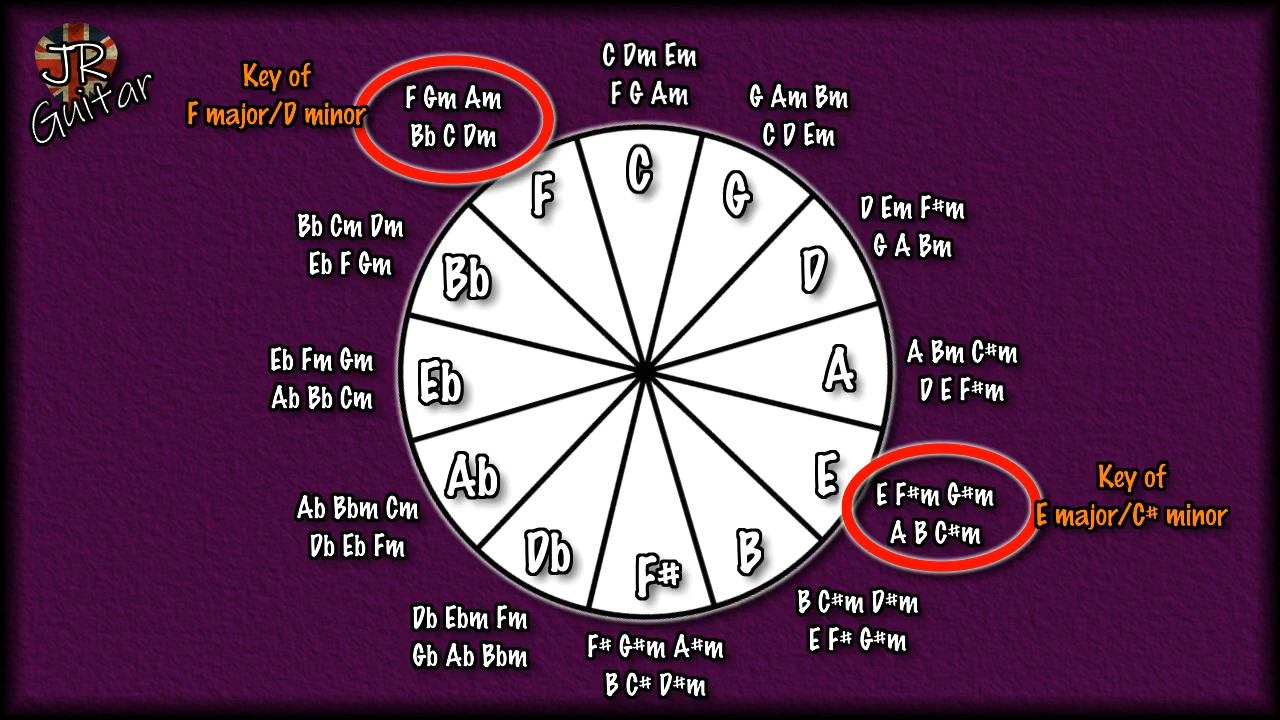 JR
Guitar
Key of
F major/D minor
F Gm Am
Bb C Dm
C Dm Em
F G Am
G Am Bm
C D Em
D Em F#m
G A Bm
A Bm C#m
D E F#m
E F#m G#m
A B C#m
Key of
E major/C# minor
B C#m D#m
E F# G#m
F# G#m A#m
B C# D#m
Db Ebm Fm
Gb Ab Bbm
Ab Bbm Cm
Db Eb Fm
Eb Fm Gm
Ab Bb Cm
Bb Cm Dm
Eb F Gm
C
G
D
A
E
B
F#
Db
Ab
Eb
Bb
F